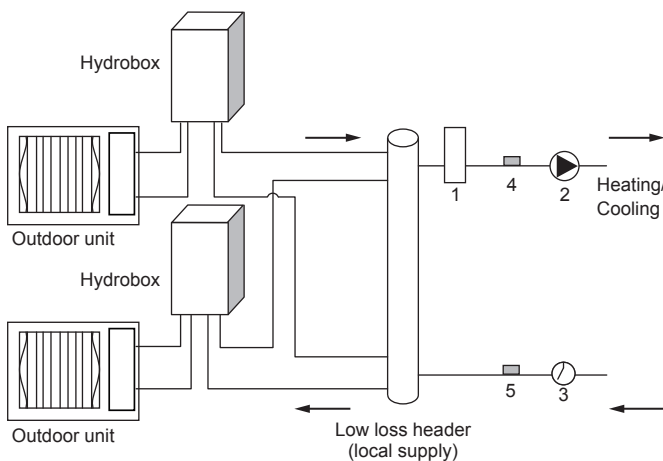 Hydrobox
Outdoor unit
Hydrobox
Outdoor unit
1
4
2
Heating/
Cooling
5
3
Low loss header
(local supply)